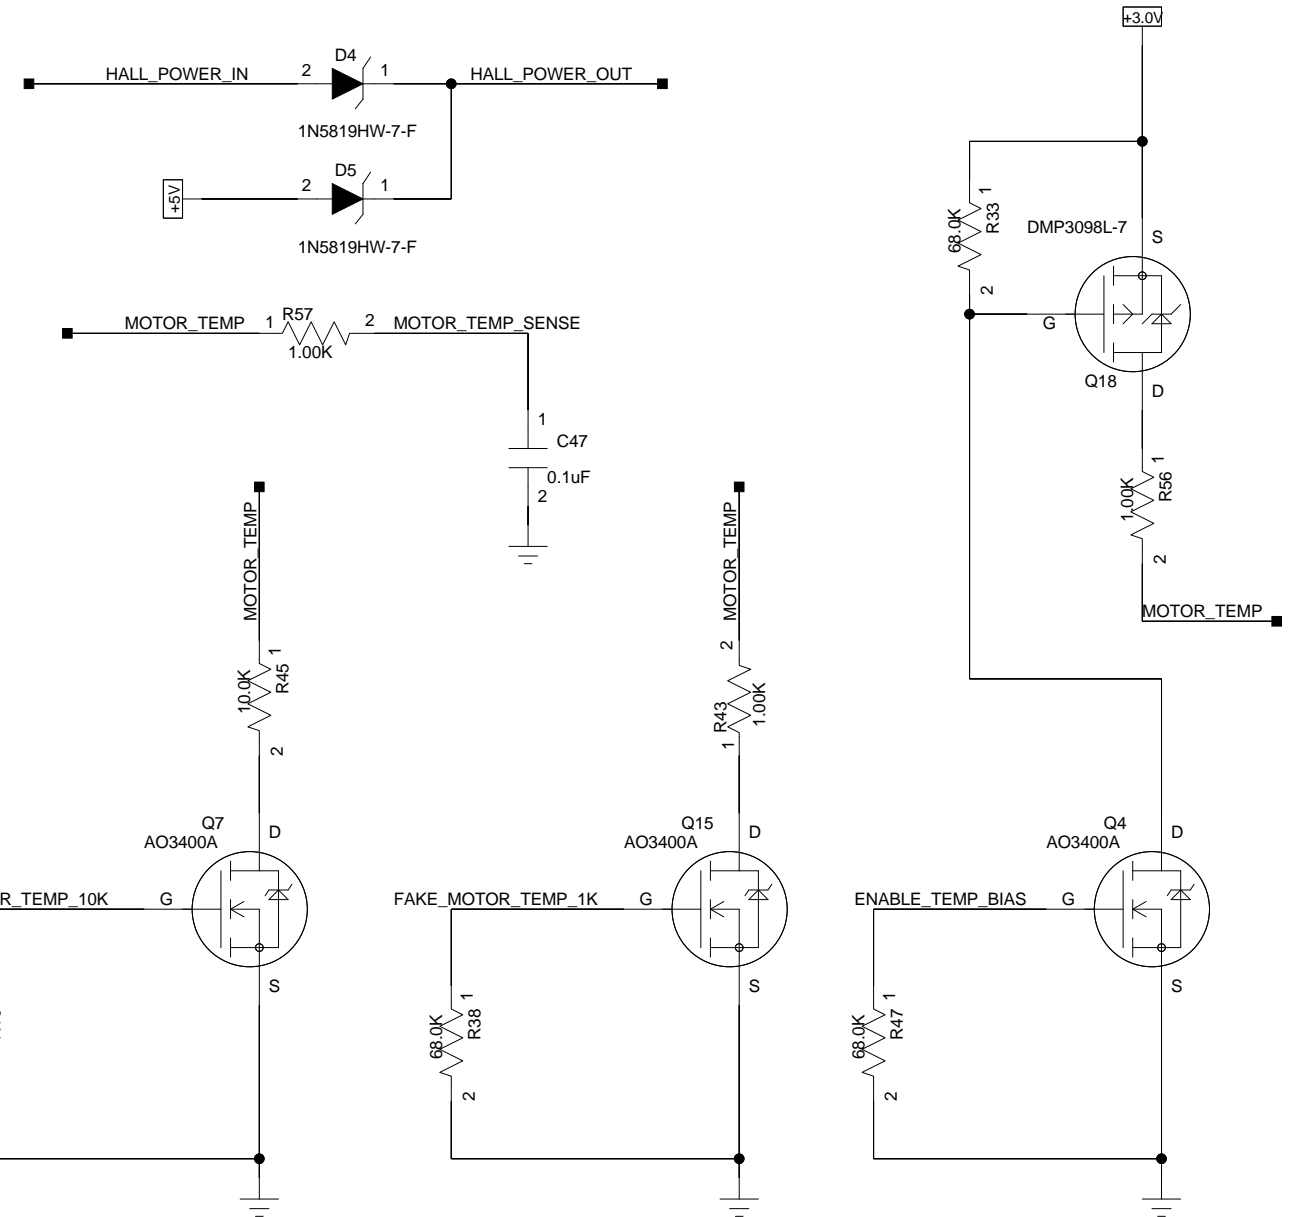 +3.0V
D4
HALL_POWER_IN 2 1 HALL_POWER_OUT
1N5819HW-7-F
D5
+5V 2 1
1N5819HW-7-F
68.0K R33 1
2
DMP3098L-7 S
G
Q18 D
MOTOR_TEMP 1 R57 2 MOTOR_TEMP_SENSE
1.00K
1
C47
0.1uF
2
1.00K R56 1
2
MOTOR_TEMP
MOTOR_TEMP
10.0K R45 1
2
MOTOR_TEMP
2
R43 1.00K
1
Q7 D
AO3400A
R_TEMP_10K G
S
Q15 D
AO3400A
FAKE_MOTOR_TEMP_1K G
S
68.0K R38 1
2
Q4 D
AO3400A
ENABLE_TEMP_BIAS G
S
68.0K R47 1
2